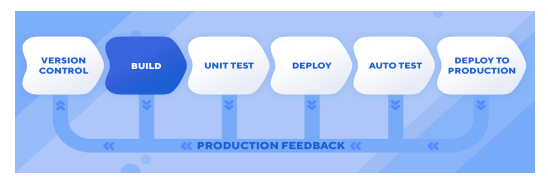 VERSION
CONTROL
BUILD
UNIT TEST
DEPLOY
AUTO TEST
DEPLOY TO
PRODUCTION
PRODUCTION FEEDBACK